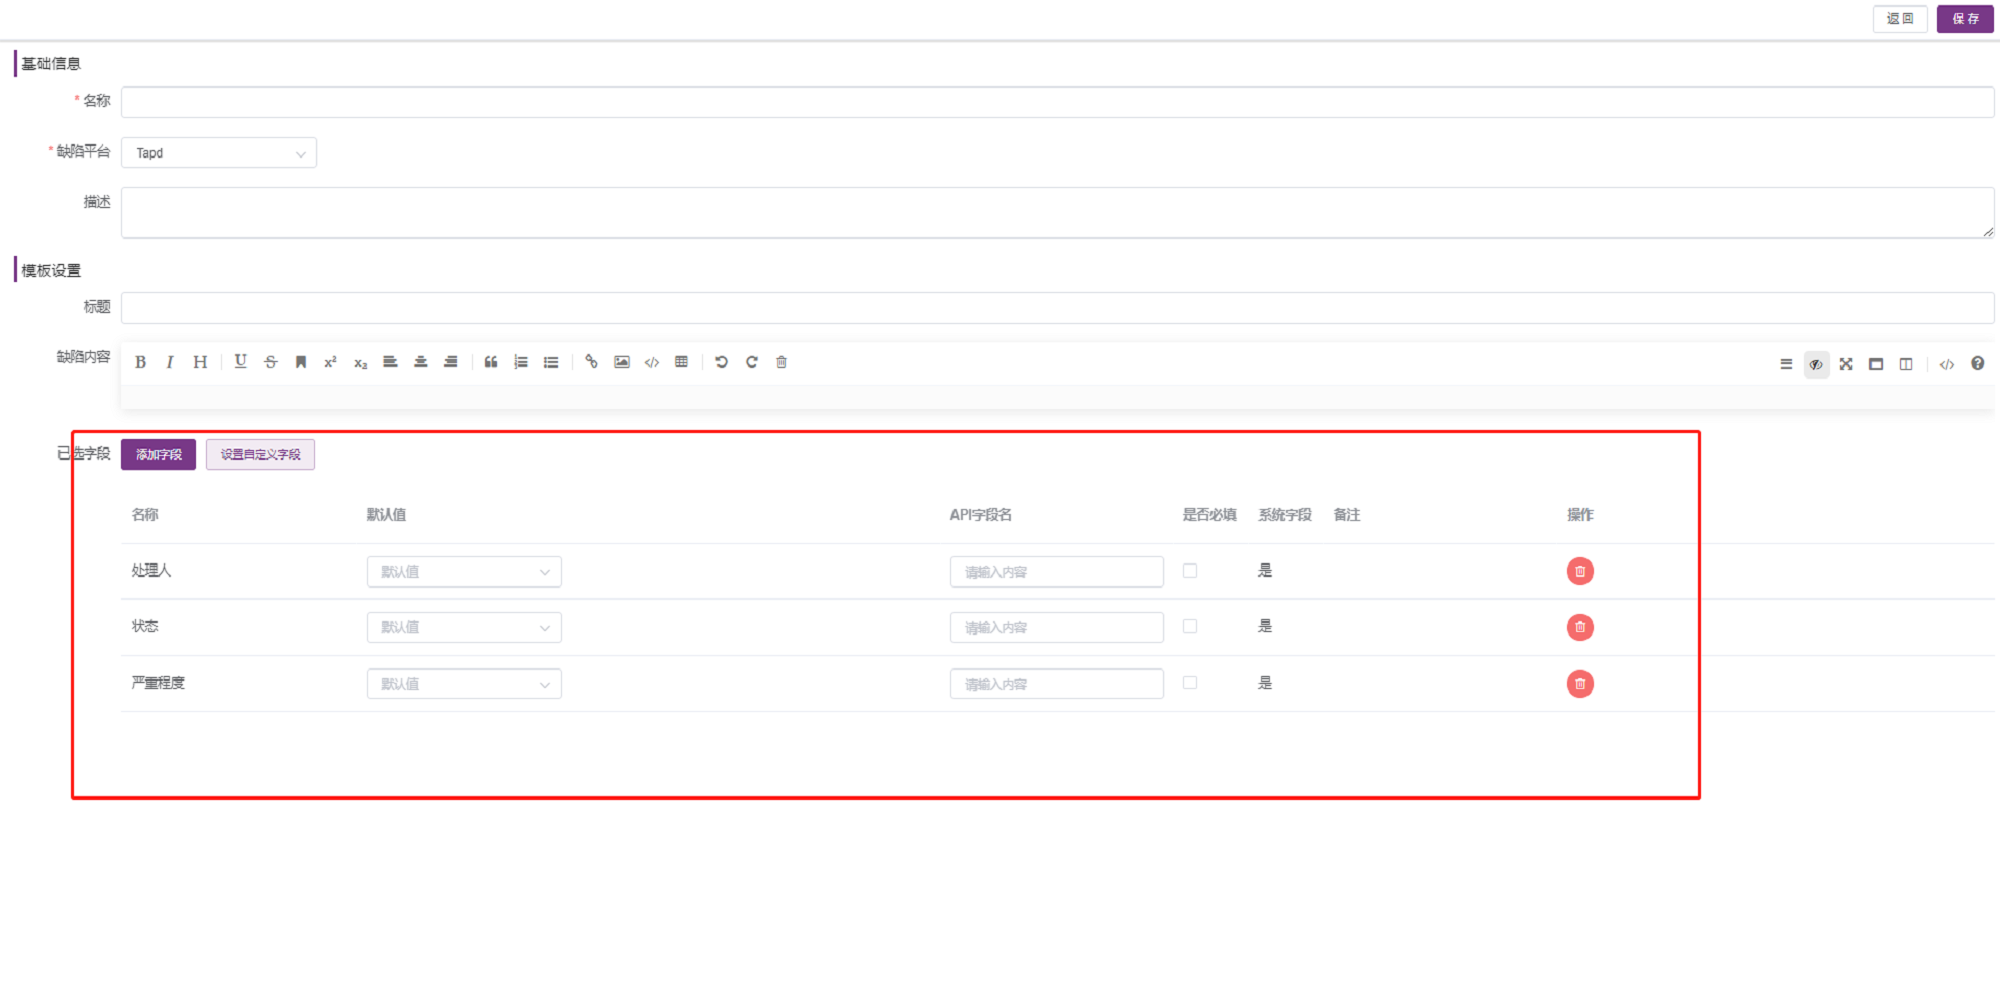 返回 保存
基础信息
* 名称
* 缺陷平台 Tapd
描述
模板设置
标题
缺陷内容 B I H U S x² x₂
已选字段 添加字段 设置自定义字段
名称 默认值 API字段名 是否必填 系统字段 备注 操作
处理人 默认值 请输入内容 是
状态 默认值 请输入内容 是
严重程度 默认值 请输入内容 是